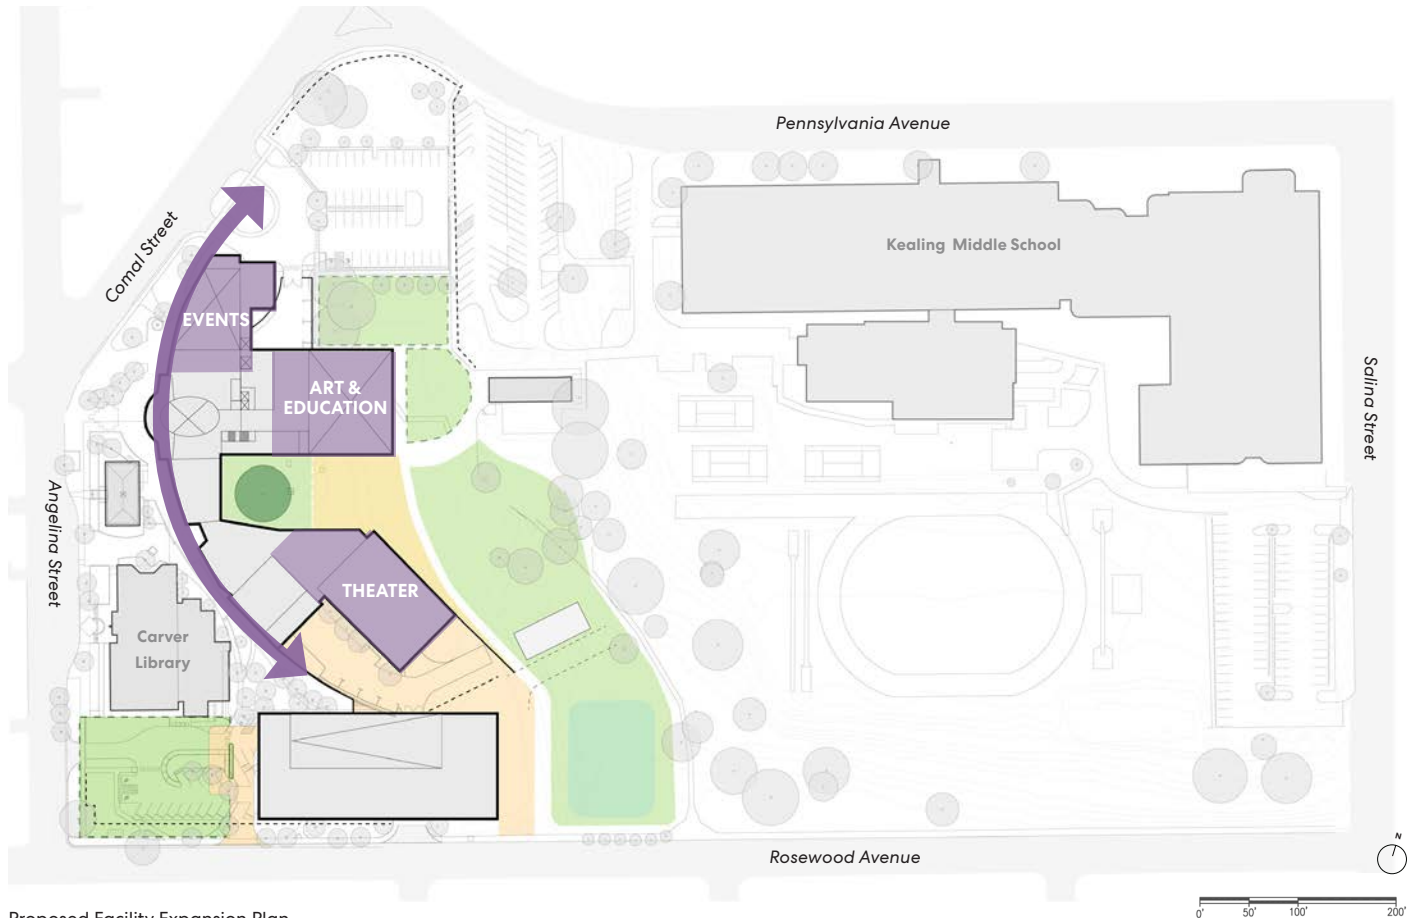 Pennsylvania Avenue
Comal Street
Kealing Middle School
EVENTS
ART &
EDUCATION
Salina Street
Angelina Street
THEATER
Carver
Library
Rosewood Avenue
N
0' 50' 100' 200'
Proposed Facility Expansion Plan